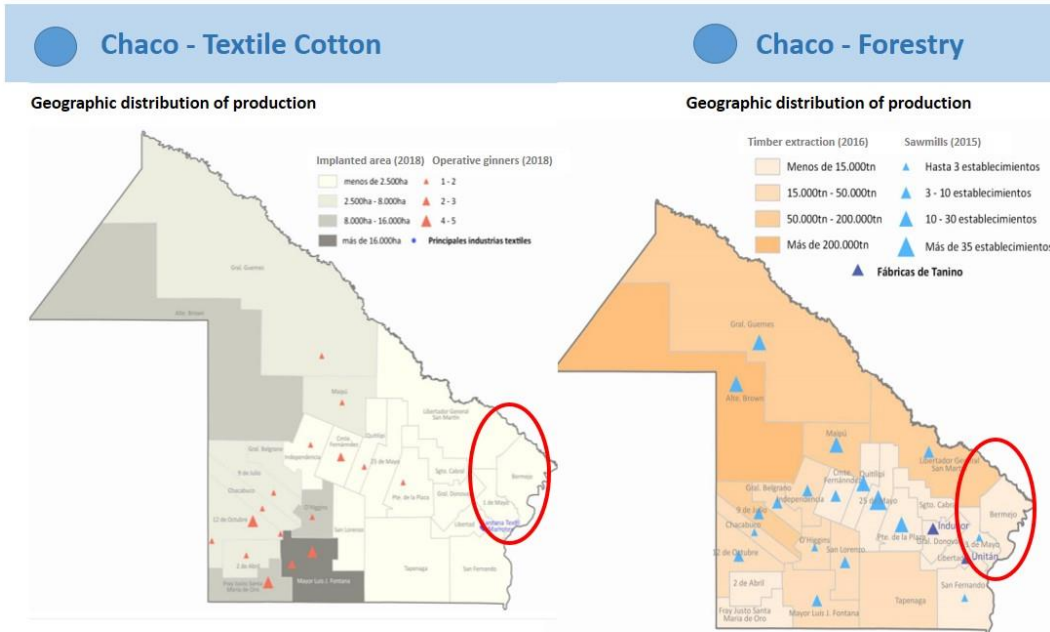 Chaco - Textile Cotton
Geographic distribution of production
Implanted area (2018) Operative ginners (2018)
menos de 2.500ha
1 - 2
2.500ha - 8.000ha
2 - 3
8.000ha - 16.000ha
4 - 5
más de 16.000ha
Principales industrias textiles
Gral. Guemes
Alte. Brown
Maipú
Libertador General
San Martín
Gral. Belgrano
Independencia
Cmte.
Fernánndes
Quitilipi
25 de Mayo
9 de Julio
Chacabuco
Sgto. Cabral
Bermejo
Pte. de la Plaza
Gral. Donovan
1 de Mayo
12 de Octubre
O'Higgins
San Lorenzo
Libertad
2 de Abril
Mayor Luis J. Fontana
Tapenaga
San Fernando
Fray Justo Santa
María de Oro
Chaco - Forestry
Geographic distribution of production
Timber extraction (2016) Sawmills (2015)
Menos de 15.000tn
Hasta 3 establecimientos
15.000tn - 50.000tn
3 - 10 establecimientos
50.000tn - 200.000tn
10 - 30 establecimientos
Más de 200.000tn
Más de 35 establecimientos
Fábricas de Tanino
Gral. Guemes
Alte. Brown
Maipú
Libertador General
San Martín
Cmte.
Fernánndes
Quitilipi
Gral. Belgrano
Independencia
25 de Mayo
Sgto. Cabral
Bermejo
9 de Julio
Chacabuco
Pte. de la Plaza
Indunor
Gral. Donovan
1 de Mayo
12 de Octubre
O'Higgins
San Lorenzo
Libertad
Unitán
2 de Abril
San Fernando
Fray Justo Santa
María de Oro
Mayor Luis J. Fontana
Tapenaga